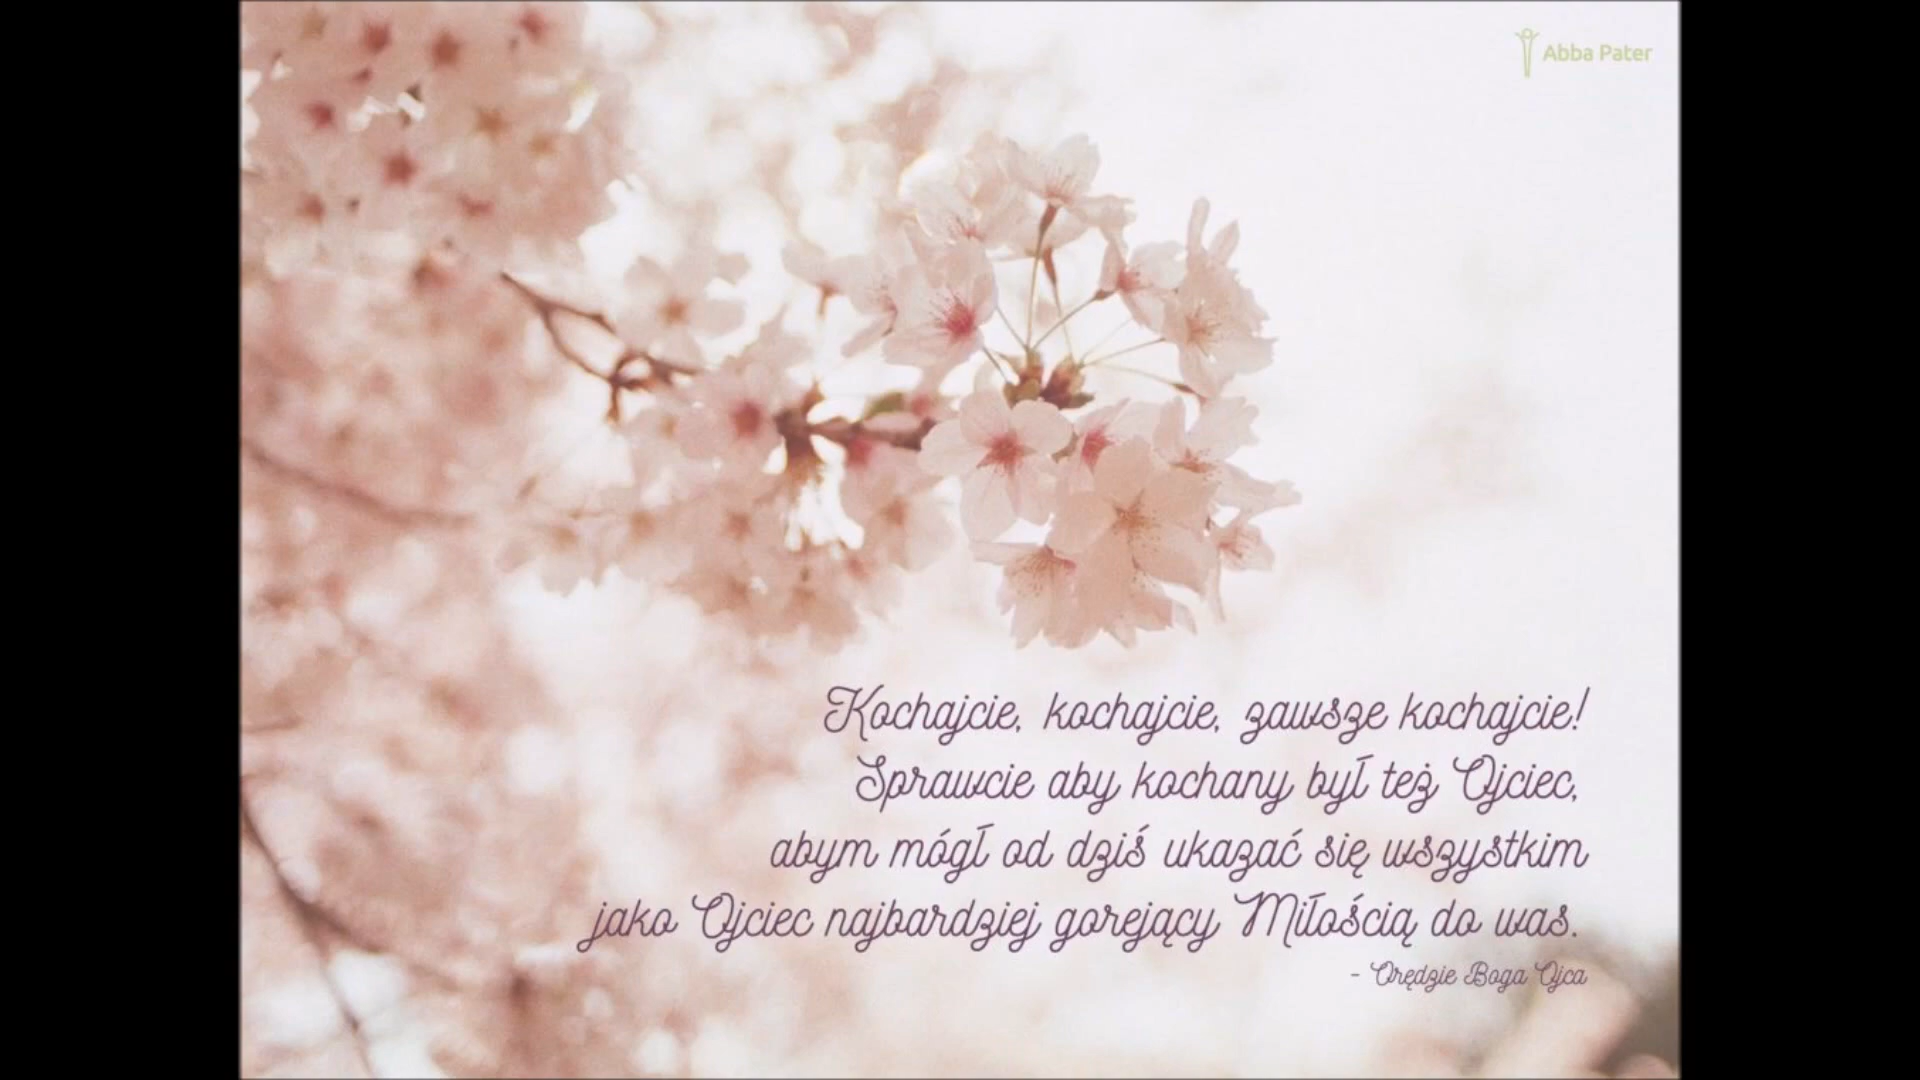 Abba Pater
Kochajcie, kochajcie, zawsze kochajcie!
Sprawcie aby kochany był też Ojciec,
abym mógł od dziś ukazać się wszystkim
jako Ojciec najbardziej gorejący Miłością do was.
- Orędzie Boga Ojca